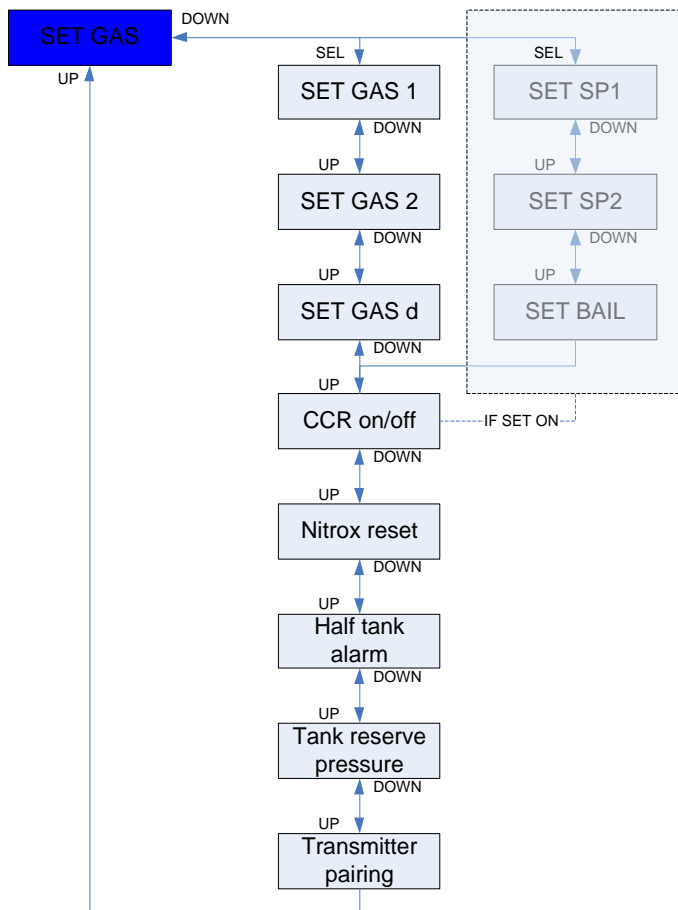 DOWN
SET GAS
UP
SEL
SEL
SET GAS 1
SET SP1
DOWN
DOWN
UP
UP
SET GAS 2
SET SP2
DOWN
DOWN
UP
UP
SET GAS d
SET BAIL
DOWN
UP
CCR on/off
IF SET ON
DOWN
UP
Nitrox reset
DOWN
UP
Half tank
alarm
DOWN
UP
Tank reserve
pressure
DOWN
UP
Transmitter
pairing